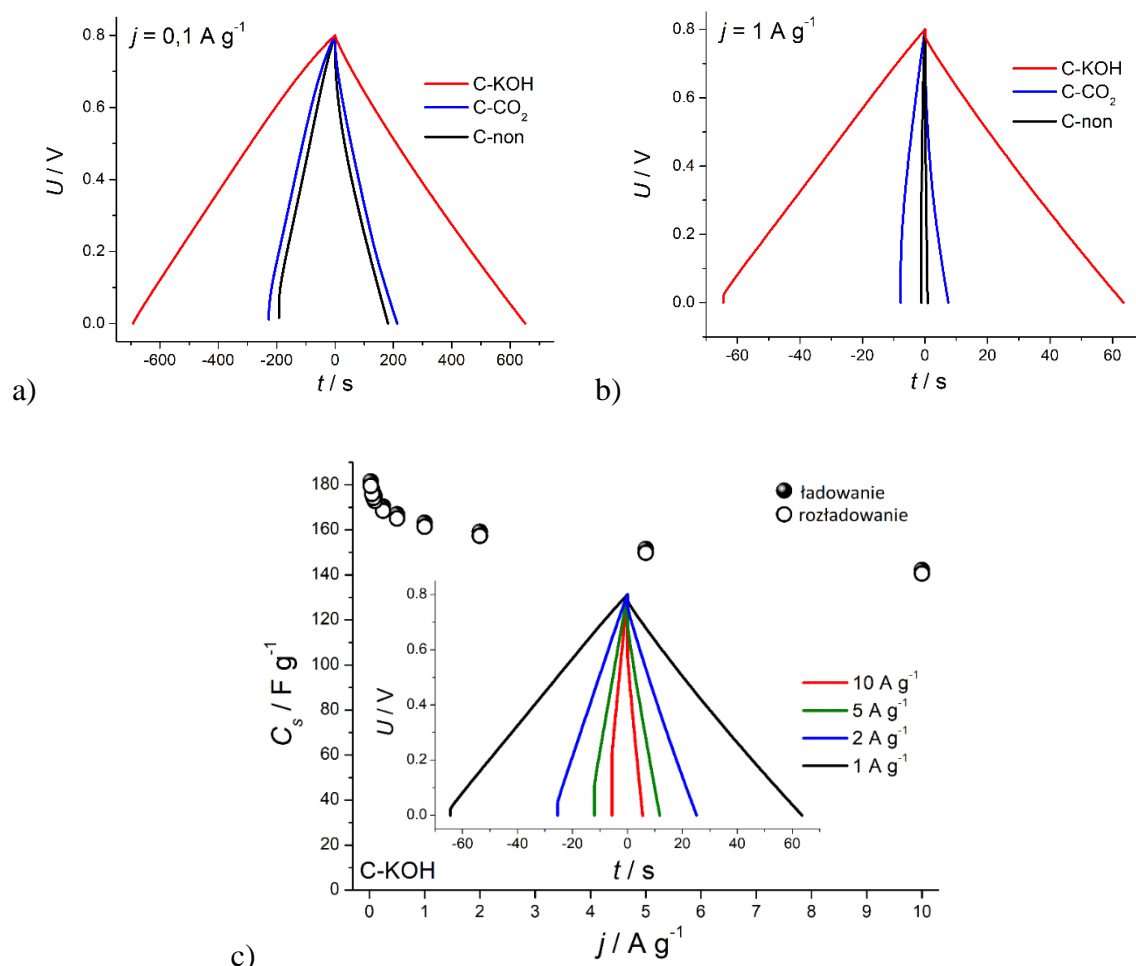 j = 0,1 A g⁻¹
C-KOH
C-CO₂
C-non
U / V
0.8
0.6
0.4
0.2
0.0
-600 -400 -200 0 200 400 600
t / s
a)
j = 1 A g⁻¹
C-KOH
C-CO₂
C-non
U / V
0.8
0.6
0.4
0.2
0.0
-60 -40 -20 0 20 40 60
t / s
b)
ładowanie
rozładowanie
C_s / F g⁻¹
180
160
140
120
100
80
60
40
20
0
U / V
0.8
0.6
0.4
0.2
0.0
10 A g⁻¹
5 A g⁻¹
2 A g⁻¹
1 A g⁻¹
-60 -40 -20 0 20 40 60
t / s
C-KOH
0 1 2 3 4 5 6 7 8 9 10
j / A g⁻¹
c)